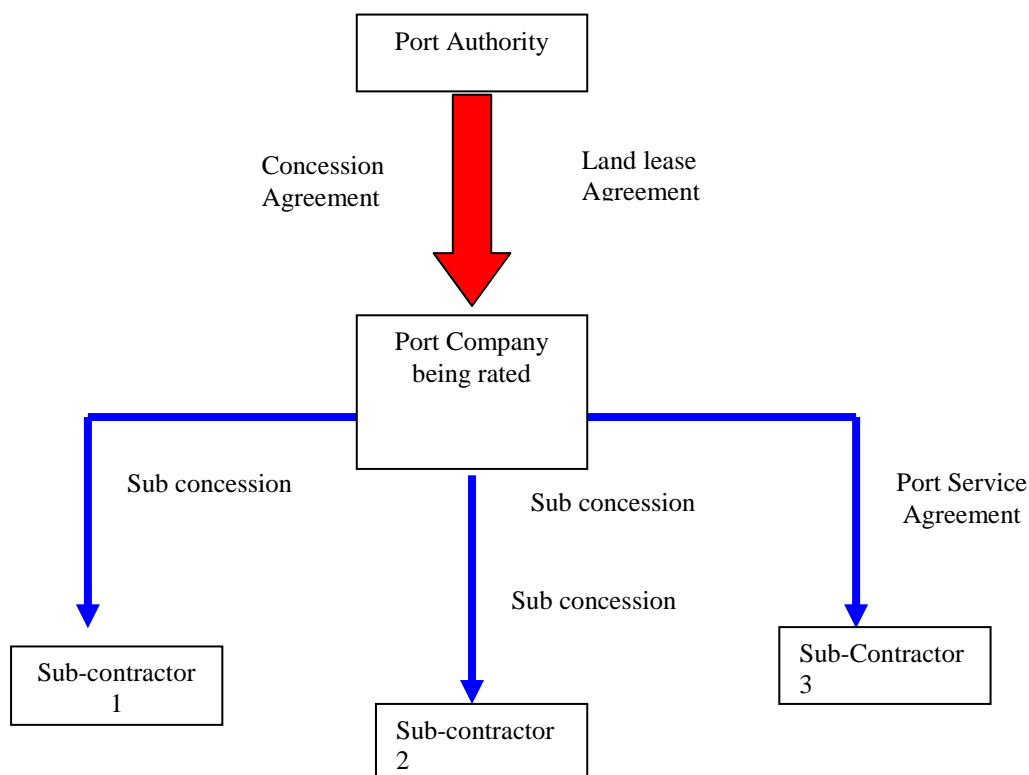 Port Authority
Concession
Agreement
Land lease
Agreement
Port Company
being rated
Sub concession
Sub concession
Port Service
Agreement
Sub concession
Sub-contractor
1
Sub-contractor
2
Sub-Contractor
3